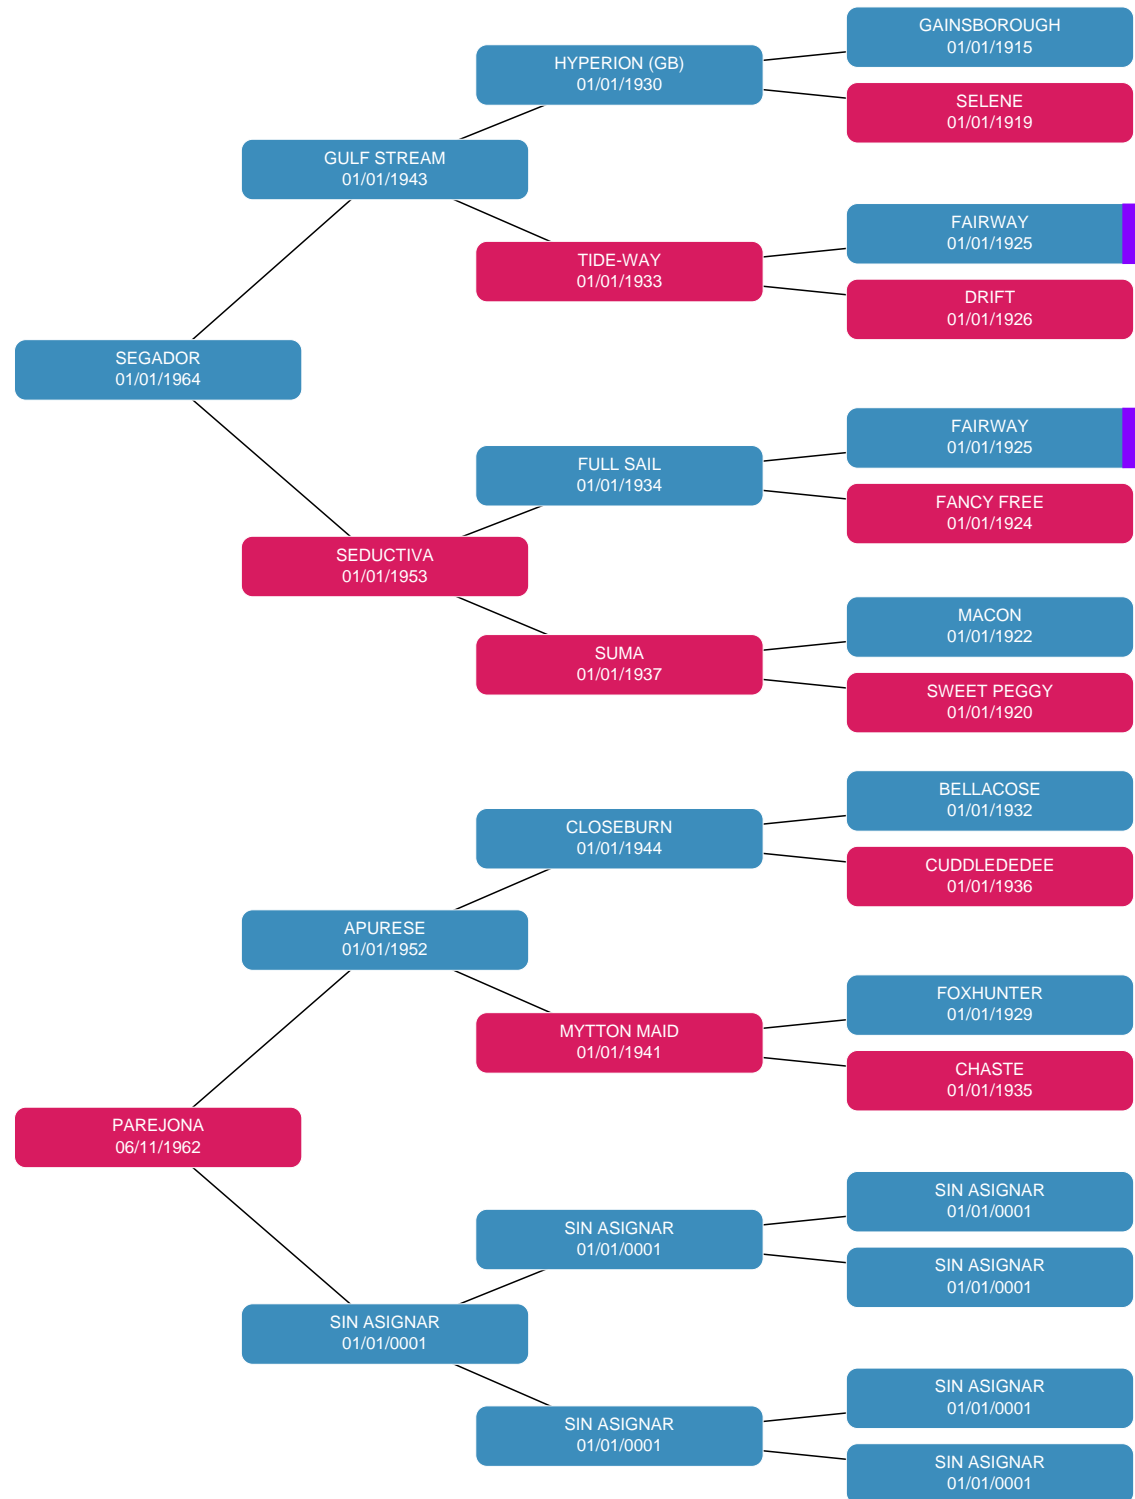 GAINSBOROUGH
01/01/1915
HYPERION (GB)
01/01/1930
SELENE
01/01/1919
GULF STREAM
01/01/1943
FAIRWAY
01/01/1925
TIDE-WAY
01/01/1933
DRIFT
01/01/1926
SEGADOR
01/01/1964
FAIRWAY
01/01/1925
FULL SAIL
01/01/1934
FANCY FREE
01/01/1924
SEDUCTIVA
01/01/1953
MACON
01/01/1922
SUMA
01/01/1937
SWEET PEGGY
01/01/1920
BELLACOSE
01/01/1932
CLOSEBURN
01/01/1944
CUDDLEDEDEE
01/01/1936
APURESE
01/01/1952
FOXHUNTER
01/01/1929
MYTTON MAID
01/01/1941
CHASTE
01/01/1935
PAREJONA
06/11/1962
SIN ASIGNAR
01/01/0001
SIN ASIGNAR
01/01/0001
SIN ASIGNAR
01/01/0001
SIN ASIGNAR
01/01/0001
SIN ASIGNAR
01/01/0001
SIN ASIGNAR
01/01/0001
SIN ASIGNAR
01/01/0001